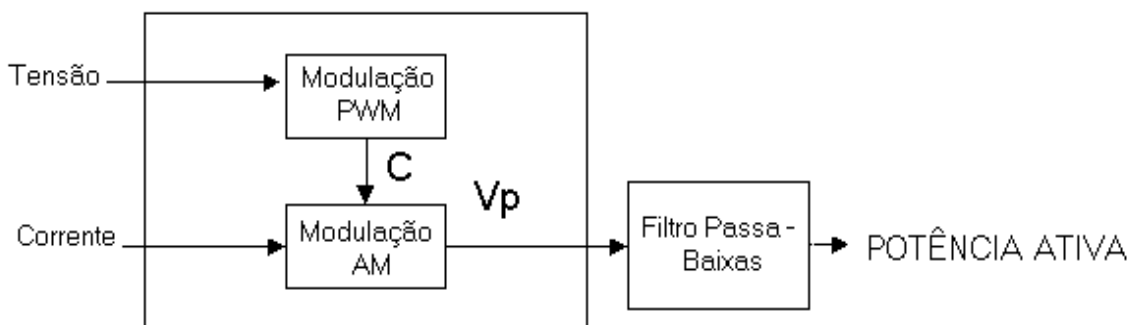 Tensão
Modulação
PWM
C
Vp
Corrente
Modulação
AM
Filtro Passa -
Baixas
POTÊNCIA ATIVA